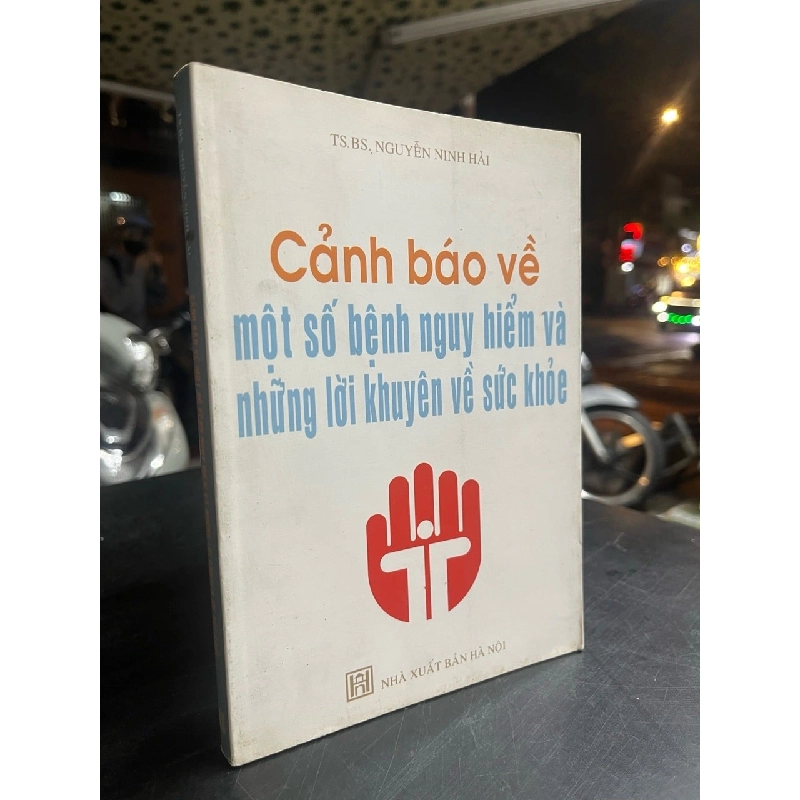 TS.BS. NGUYỄN NINH HẢI
Cảnh báo về
một số bệnh nguy hiểm và
những lời khuyên về sức khỏe
NHÀ XUẤT BẢN HÀ NỘI